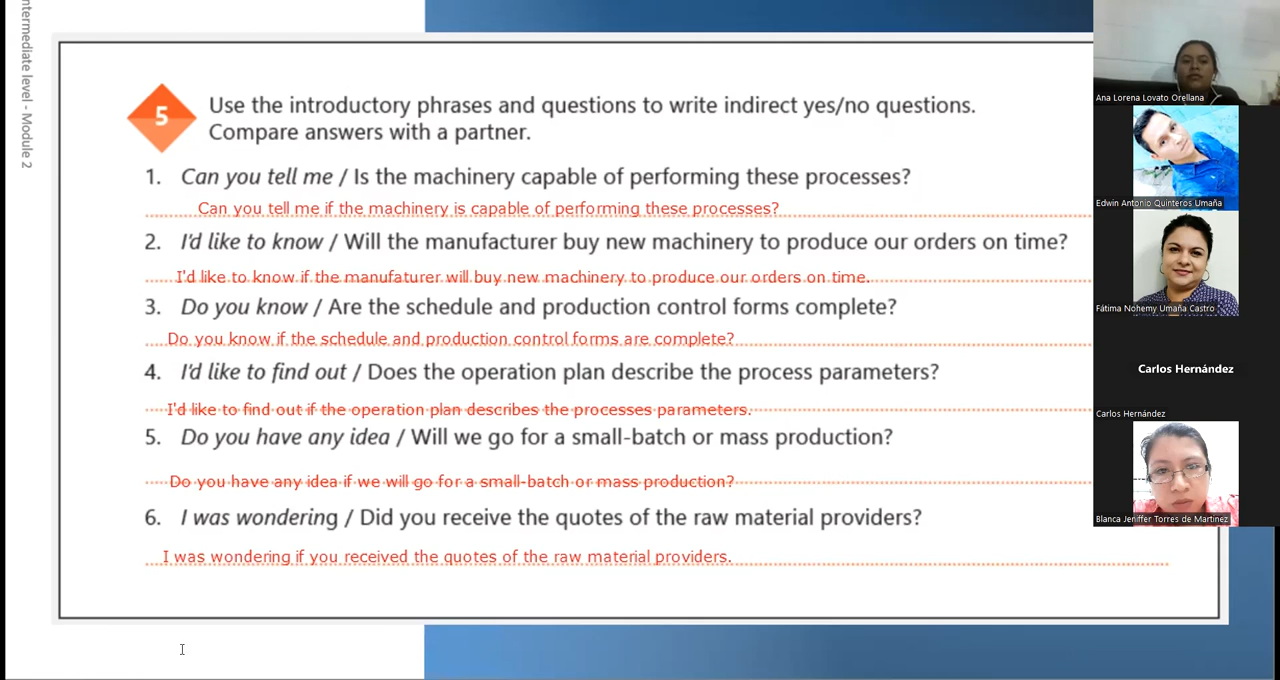 ntermediate level - Module 2
5
Use the introductory phrases and questions to write indirect yes/no questions.
Compare answers with a partner.
1. Can you tell me / Is the machinery capable of performing these processes?
Can you tell me if the machinery is capable of performing these processes?
2. I'd like to know / Will the manufacturer buy new machinery to produce our orders on time?
I'd like to know if the manufaturer will buy new machinery to produce our orders on time.
3. Do you know / Are the schedule and production control forms complete?
Do you know if the schedule and production control forms are complete?
4. I'd like to find out / Does the operation plan describe the process parameters?
I'd like to find out if the operation plan describes the processes parameters.
5. Do you have any idea / Will we go for a small-batch or mass production?
Do you have any idea if we will go for a small-batch or mass production?
6. I was wondering / Did you receive the quotes of the raw material providers?
I was wondering if you received the quotes of the raw material providers.
Ana Lorena Lovato Orellana
Edwin Antonio Quinteros Umaña
Fátima Nohemy Umaña Castro
Carlos Hernández
Carlos Hernández
Blanca Jeniffer Torres de Martinez